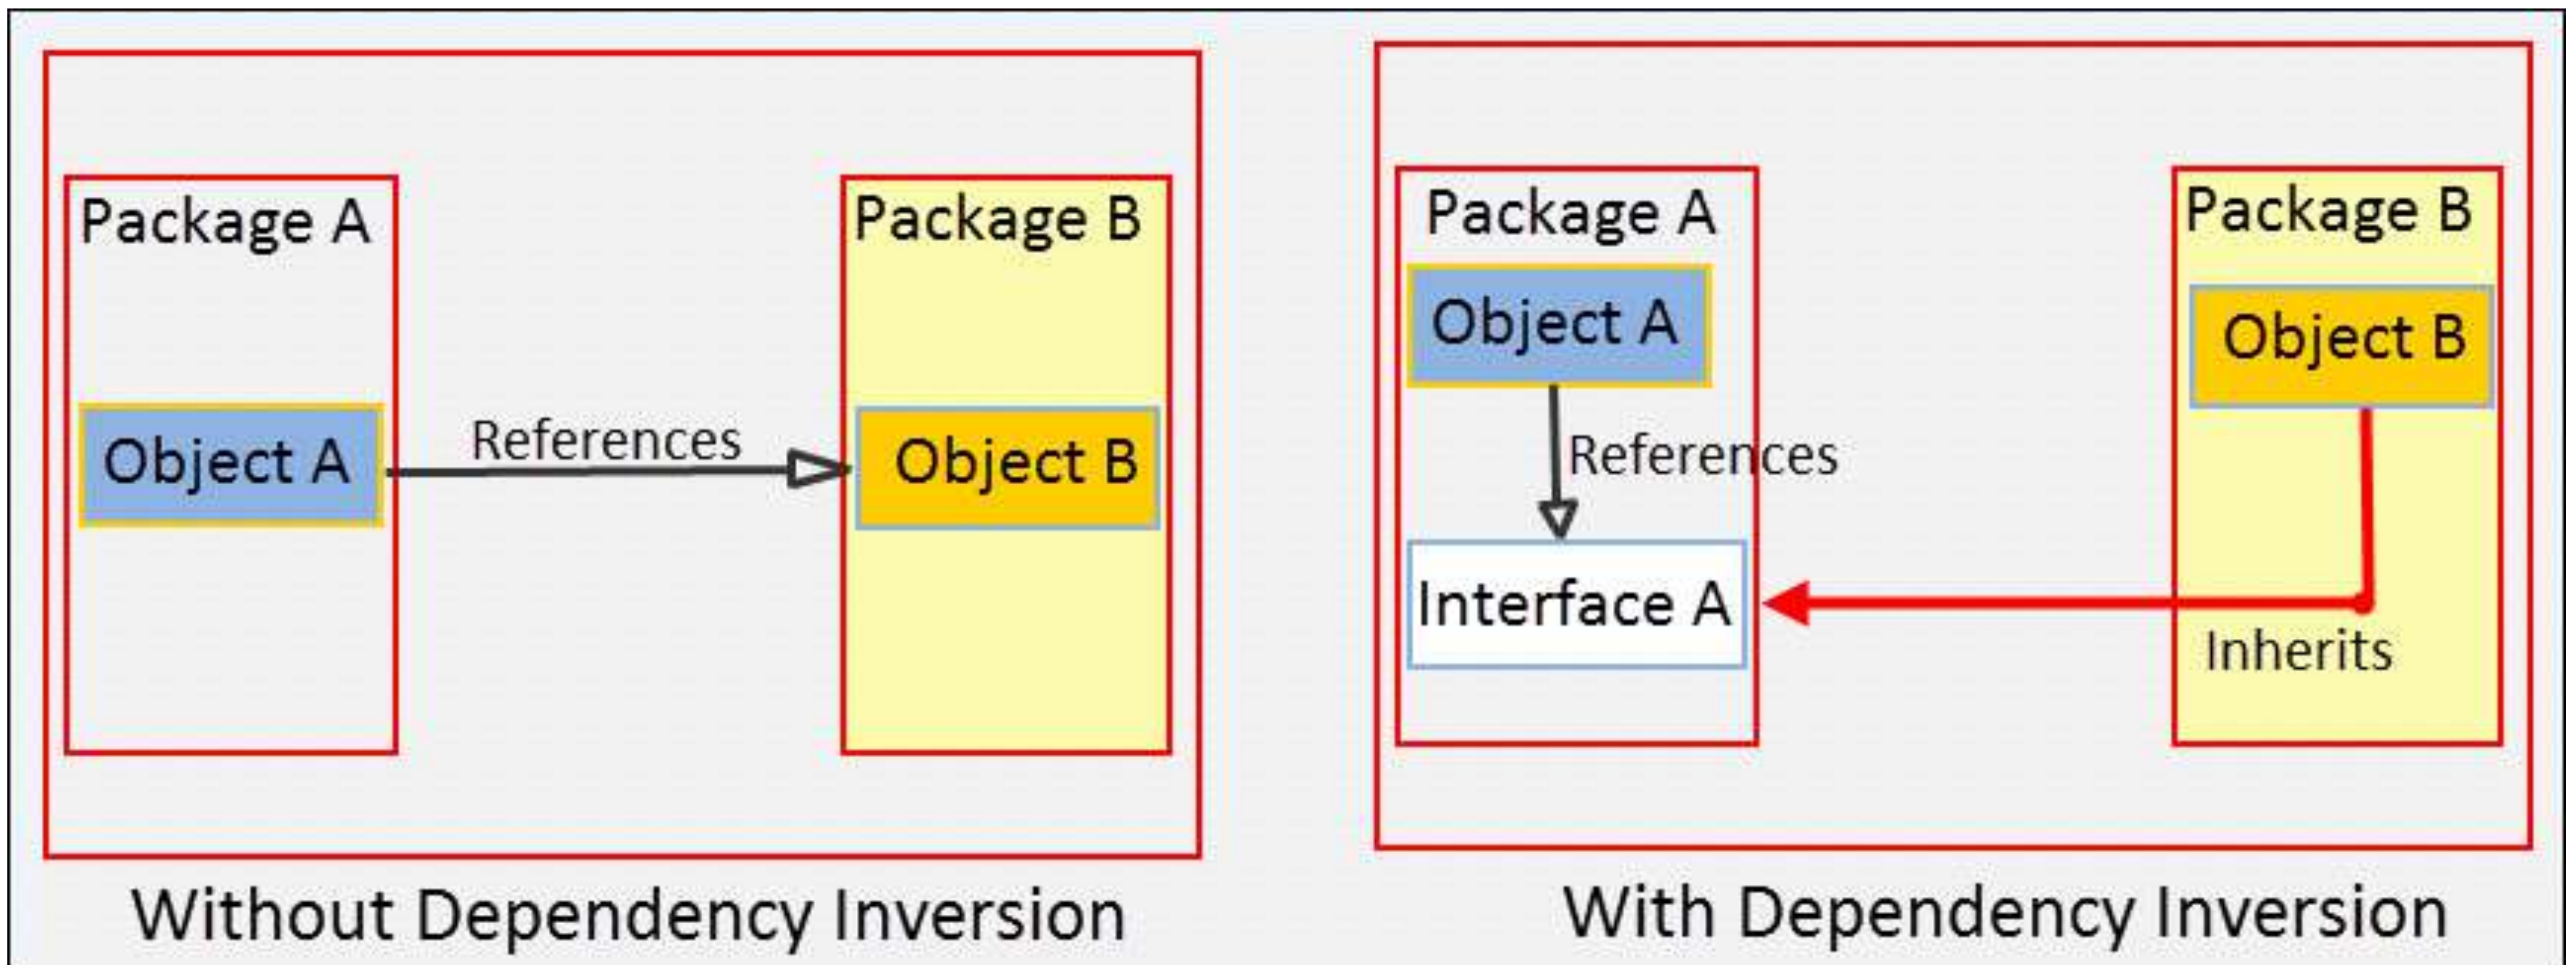 Package A
Object A
References
Package B
Object B
Without Dependency Inversion
Package A
Object A
References
Interface A
Package B
Object B
Inherits
With Dependency Inversion